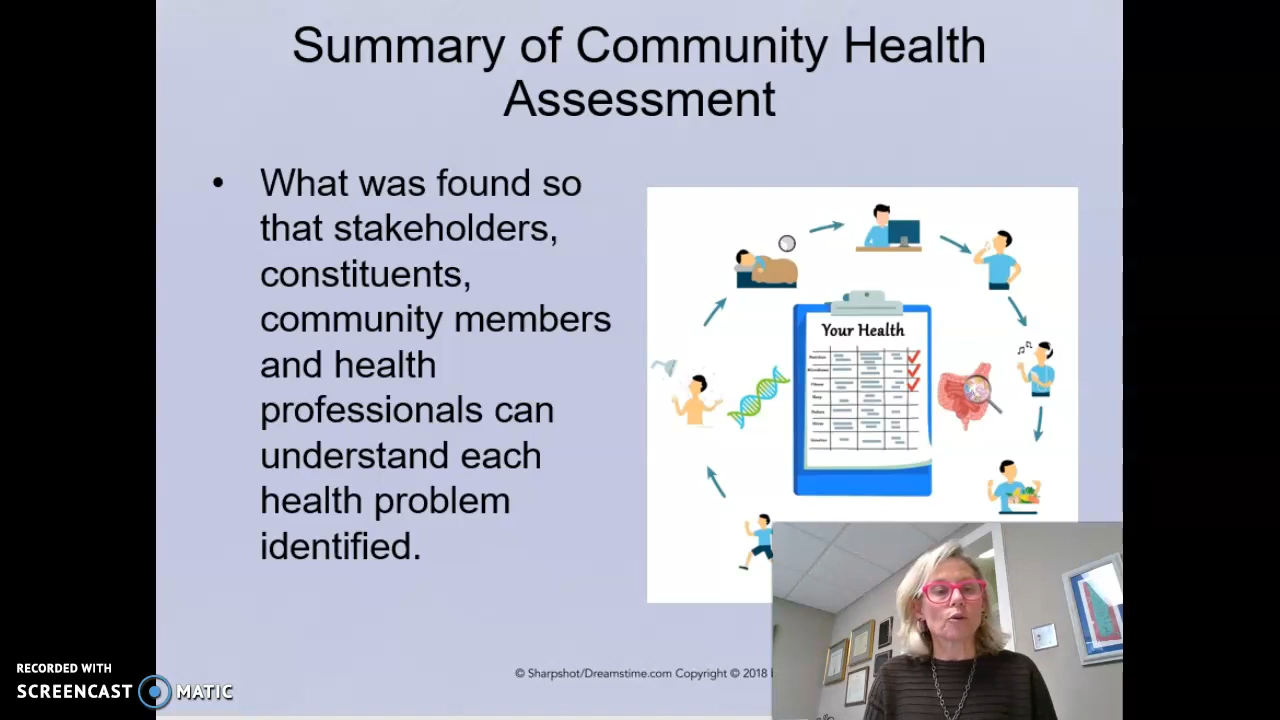 Summary of Community Health
Assessment
• What was found so
that stakeholders,
constituents,
community members
and health
professionals can
understand each
health problem
identified.
Your Health
© Sharpshot/Dreamstime.com Copyright © 2018
RECORDED WITH
SCREENCAST MATIC